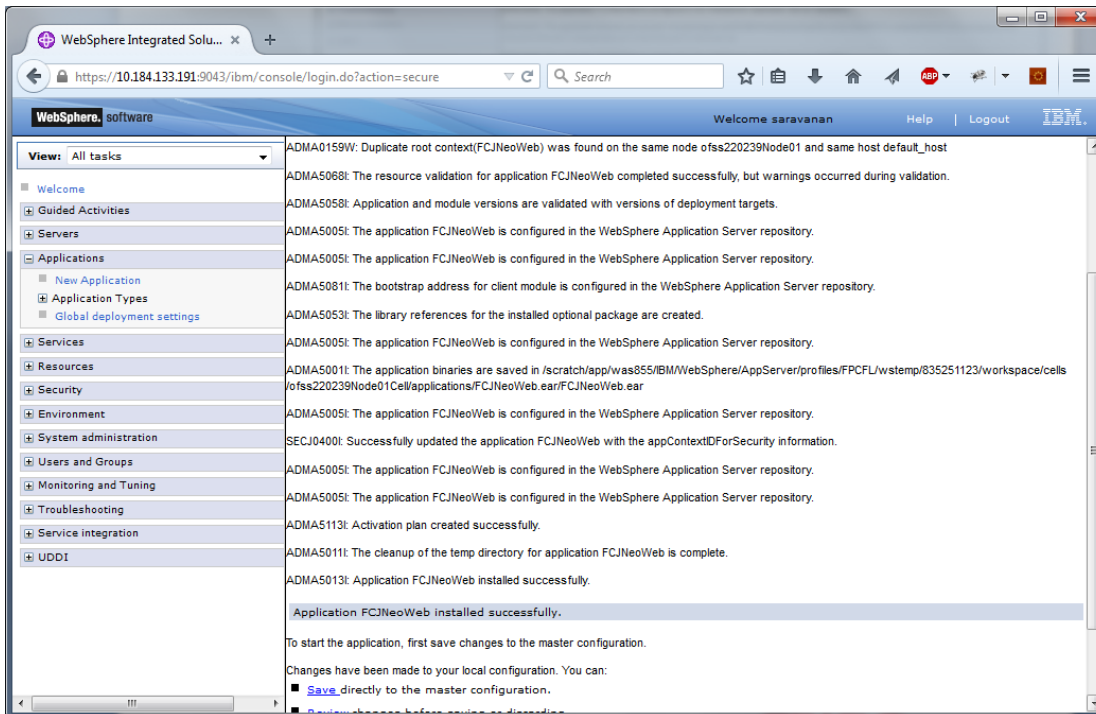 WebSphere Integrated Solu...
https://10.184.133.191:9043/ibm/console/login.do?action=secure
Search
ABP
WebSphere. software
Welcome saravanan
Help | Logout
IBM.
View: All tasks
Welcome
Guided Activities
Servers
Applications
New Application
Application Types
Global deployment settings
Services
Resources
Security
Environment
System administration
Users and Groups
Monitoring and Tuning
Troubleshooting
Service integration
UDDI
ADMA0159W: Duplicate root context(FCJNeoWeb) was found on the same node ofss220239Node01 and same host default_host
ADMA5068I: The resource validation for application FCJNeoWeb completed successfully, but warnings occurred during validation.
ADMA5058I: Application and module versions are validated with versions of deployment targets.
ADMA5005I: The application FCJNeoWeb is configured in the WebSphere Application Server repository.
ADMA5005I: The application FCJNeoWeb is configured in the WebSphere Application Server repository.
ADMA5081I: The bootstrap address for client module is configured in the WebSphere Application Server repository.
ADMA5053I: The library references for the installed optional package are created.
ADMA5005I: The application FCJNeoWeb is configured in the WebSphere Application Server repository.
ADMA5001I: The application binaries are saved in /scratch/app/was855/IBM/WebSphere/AppServer/profiles/FPCFL/wstemp/835251123/workspace/cells
/ofss220239Node01Cell/applications/FCJNeoWeb.ear/FCJNeoWeb.ear
ADMA5005I: The application FCJNeoWeb is configured in the WebSphere Application Server repository.
SECJ0400I: Successfully updated the application FCJNeoWeb with the appContextIDForSecurity information.
ADMA5005I: The application FCJNeoWeb is configured in the WebSphere Application Server repository.
ADMA5005I: The application FCJNeoWeb is configured in the WebSphere Application Server repository.
ADMA5113I: Activation plan created successfully.
ADMA5011I: The cleanup of the temp directory for application FCJNeoWeb is complete.
ADMA5013I: Application FCJNeoWeb installed successfully.
Application FCJNeoWeb installed successfully.
To start the application, first save changes to the master configuration.
Changes have been made to your local configuration. You can:
Save directly to the master configuration.
Review changes before saving or discarding.